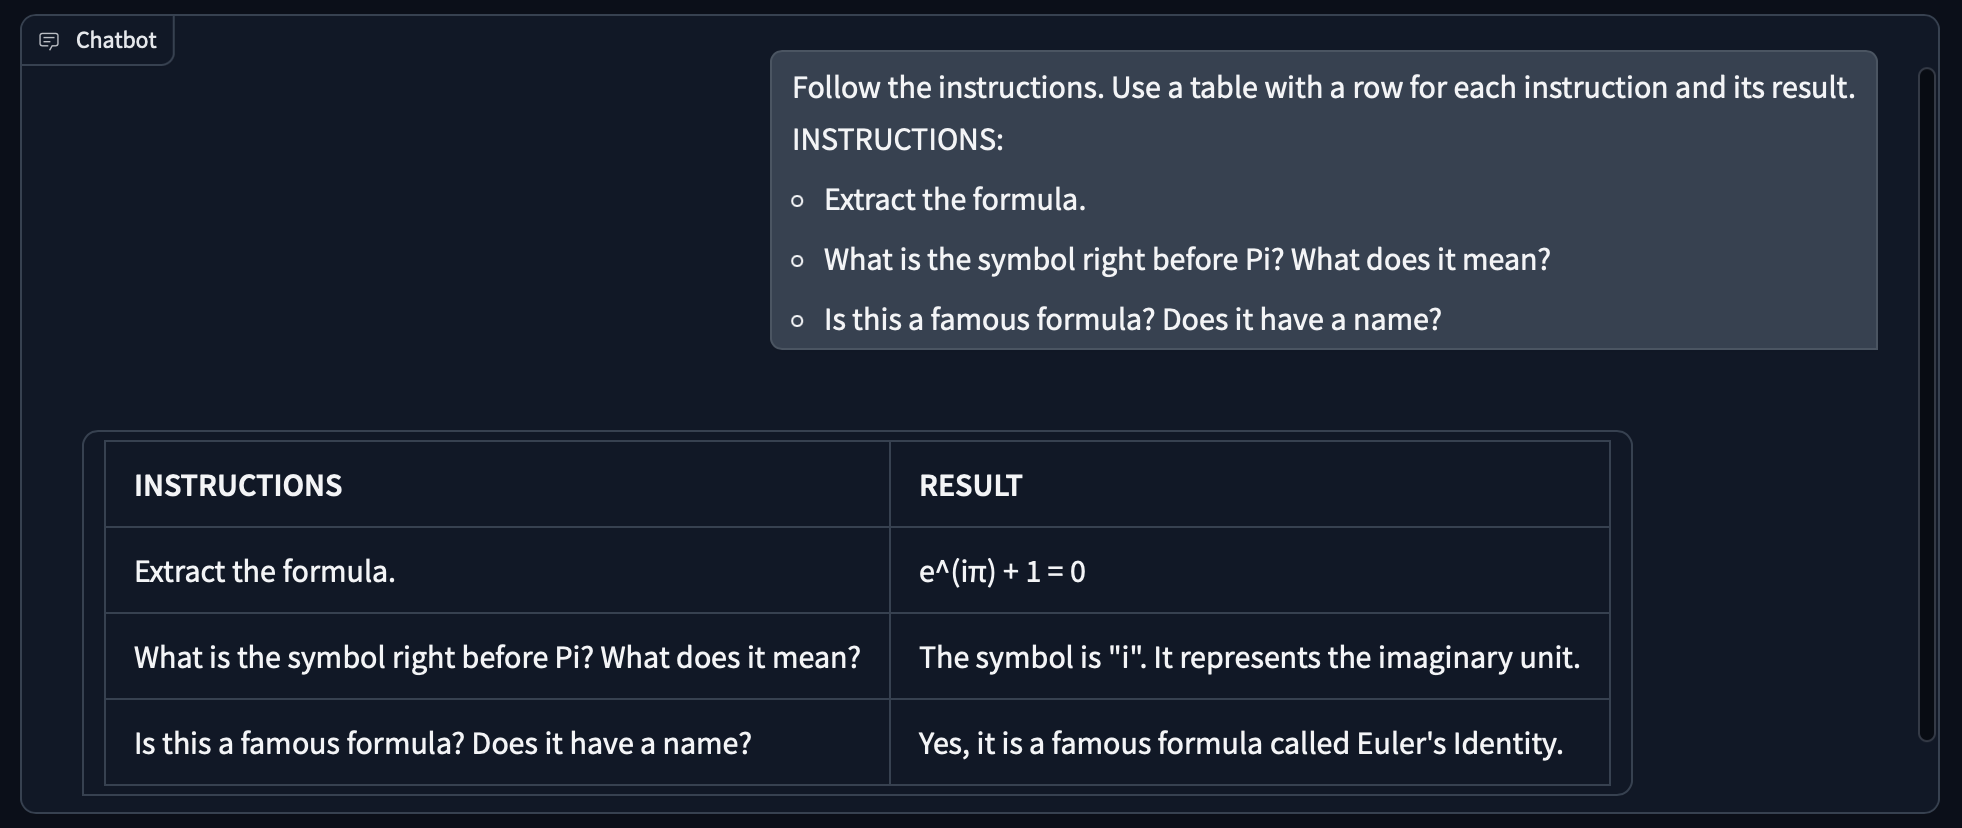 Chatbot
Follow the instructions. Use a table with a row for each instruction and its result.
INSTRUCTIONS:
Extract the formula.
What is the symbol right before Pi? What does it mean?
Is this a famous formula? Does it have a name?
INSTRUCTIONS RESULT
Extract the formula. e^(iπ) + 1 = 0
What is the symbol right before Pi? What does it mean? The symbol is "i". It represents the imaginary unit.
Is this a famous formula? Does it have a name? Yes, it is a famous formula called Euler's Identity.